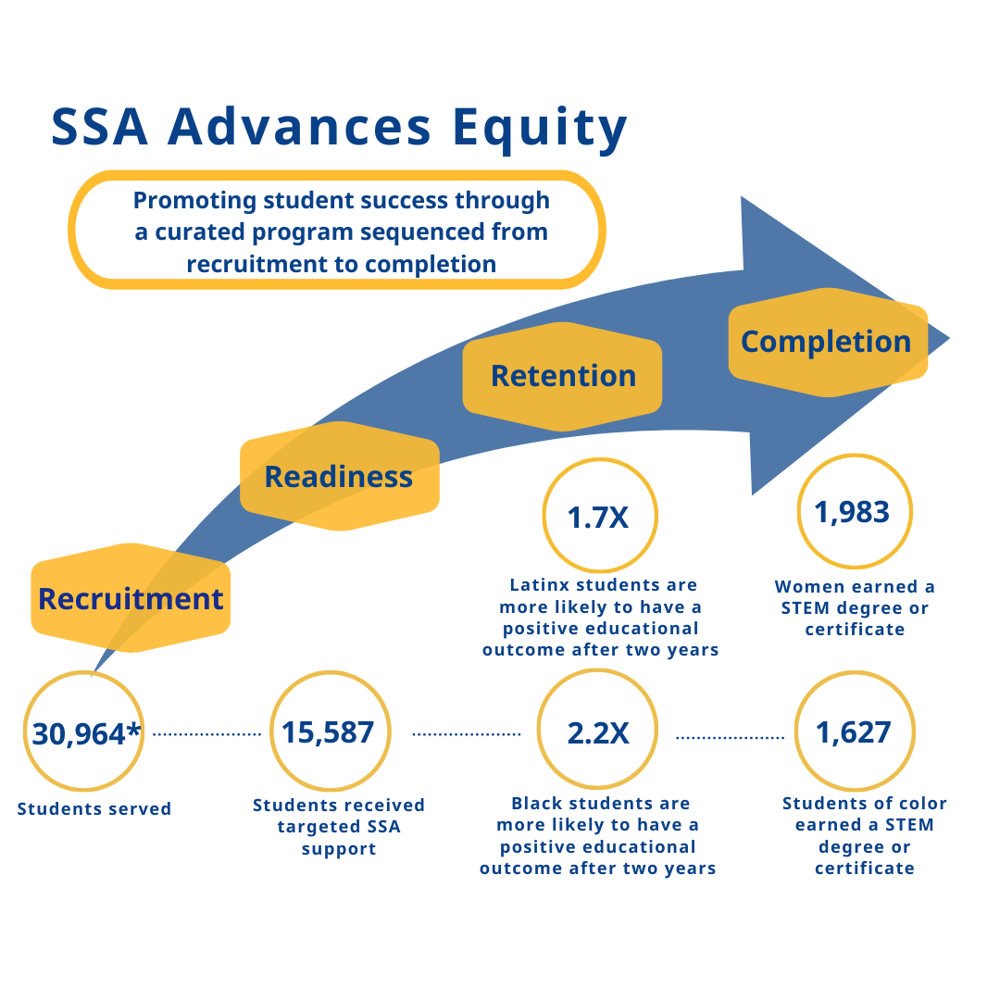 SSA Advances Equity
Promoting student success through
a curated program sequenced from
recruitment to completion
Completion
Retention
Readiness
Recruitment
1.7X
Latinx students are
more likely to have a
positive educational
outcome after two years
1,983
Women earned a
STEM degree or
certificate
30,964*
Students served
15,587
Students received
targeted SSA
support
2.2X
Black students are
more likely to have a
positive educational
outcome after two years
1,627
Students of color
earned a STEM
degree or
certificate